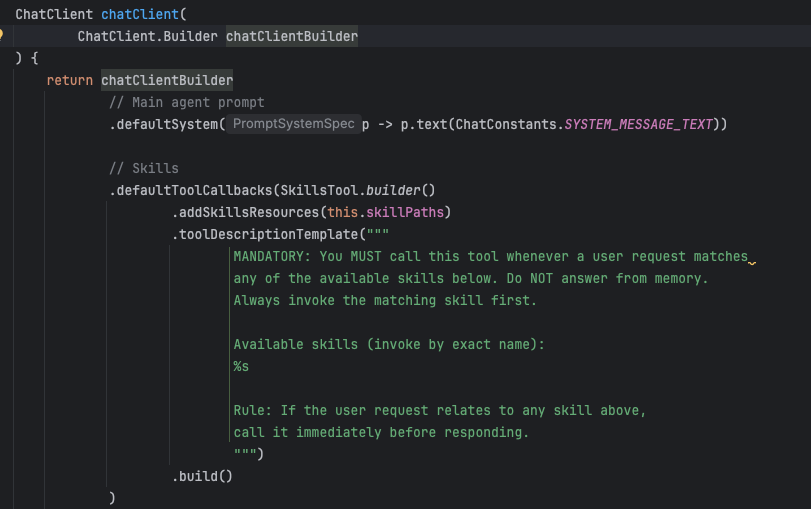 ChatClient chatClient(
ChatClient.Builder chatClientBuilder
) {
return chatClientBuilder
// Main agent prompt
.defaultSystem( PromptSystemSpec p -> p.text(ChatConstants.SYSTEM_MESSAGE_TEXT))
// Skills
.defaultToolCallbacks(SkillsTool.builder()
.addSkillsResources(this.skillPaths)
.toolDescriptionTemplate("""
MANDATORY: You MUST call this tool whenever a user request matches
any of the available skills below. Do NOT answer from memory.
Always invoke the matching skill first.
Available skills (invoke by exact name):
%s
Rule: If the user request relates to any skill above,
call it immediately before responding.
""")
.build()
)